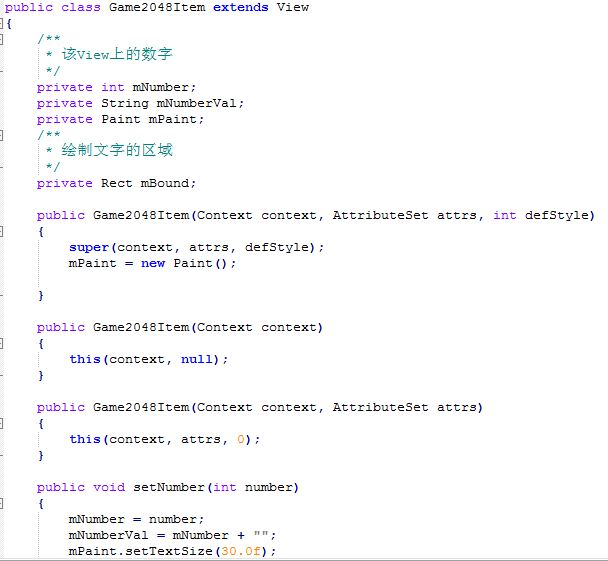 public class Game2048Item extends View
{
/**
* 该View上的数字
*/
private int mNumber;
private String mNumberVal;
private Paint mPaint;
/**
* 绘制文字的区域
*/
private Rect mBound;
public Game2048Item(Context context, AttributeSet attrs, int defStyle)
{
super(context, attrs, defStyle);
mPaint = new Paint();
}
public Game2048Item(Context context)
{
this(context, null);
}
public Game2048Item(Context context, AttributeSet attrs)
{
this(context, attrs, 0);
}
public void setNumber(int number)
{
mNumber = number;
mNumberVal = mNumber + "";
mPaint.setTextSize(30.0f);